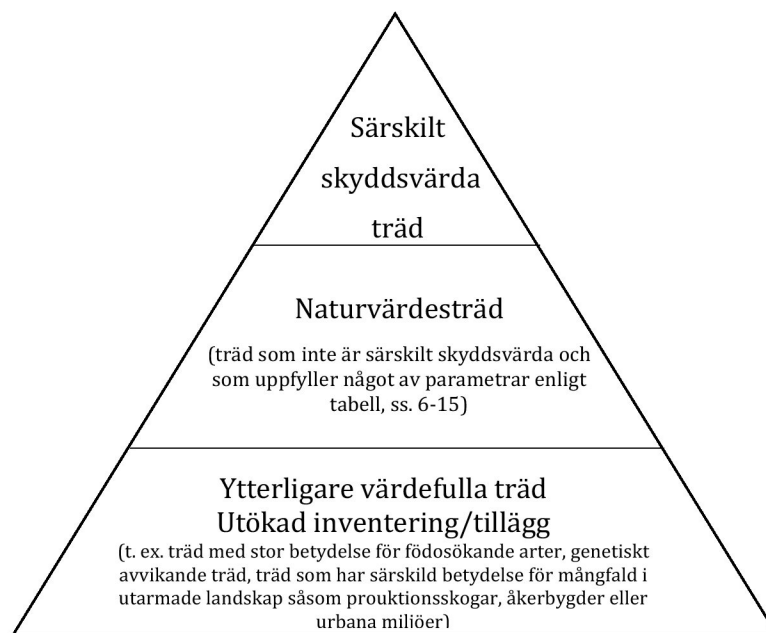 Särskilt
skyddsvärda
träd
Naturvärdesträd
(träd som inte är särskilt skyddsvärda och
som uppfyller något av parametrar enligt
tabell, ss. 6-15)
Ytterligare värdefulla träd
Utökad inventering/tillägg
(t. ex. träd med stor betydelse för födosökande arter, genetiskt
avvikande träd, träd som har särskild betydelse för mångfald i
utarmade landskap såsom prouktionsskogar, åkerbygder eller
urbana miljöer)